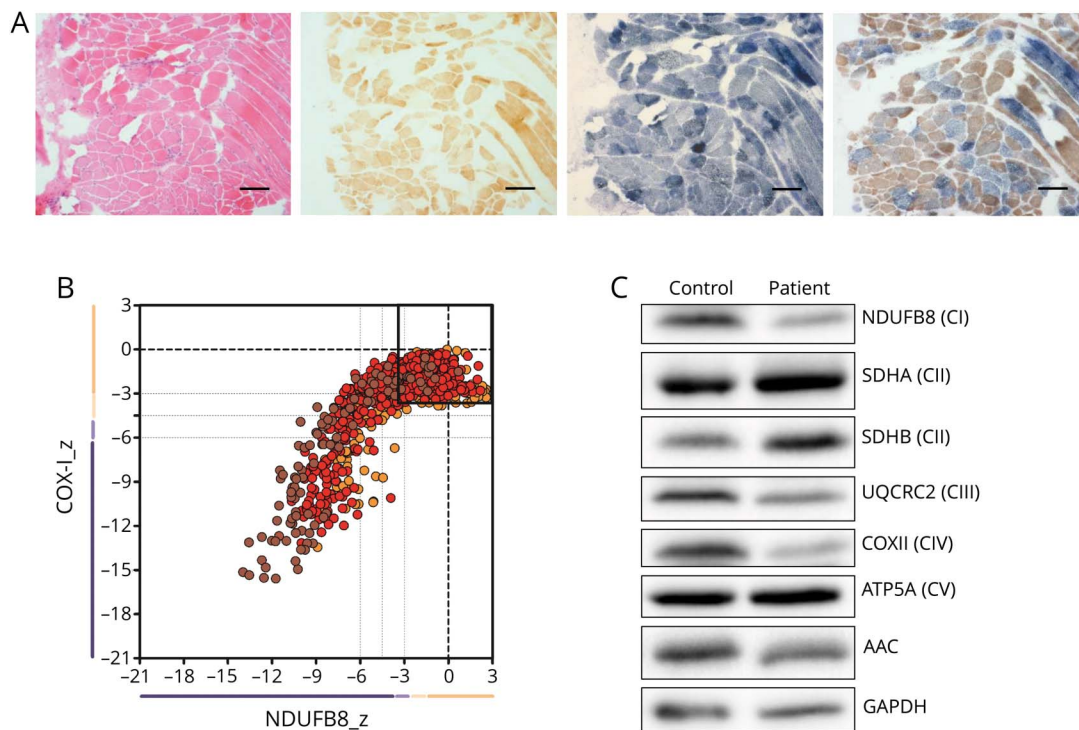 A
B
3
0
−3
−6
−9
−12
−15
−18
−21
COX-I_z
−21 −18 −15 −12 −9 −6 −3 0 3
NDUFB8_z
C
Control Patient
NDUFB8 (CI)
SDHA (CII)
SDHB (CII)
UQCRC2 (CIII)
COXII (CIV)
ATP5A (CV)
AAC
GAPDH